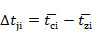 Δt_ji = t̅_ci − t̅_zi